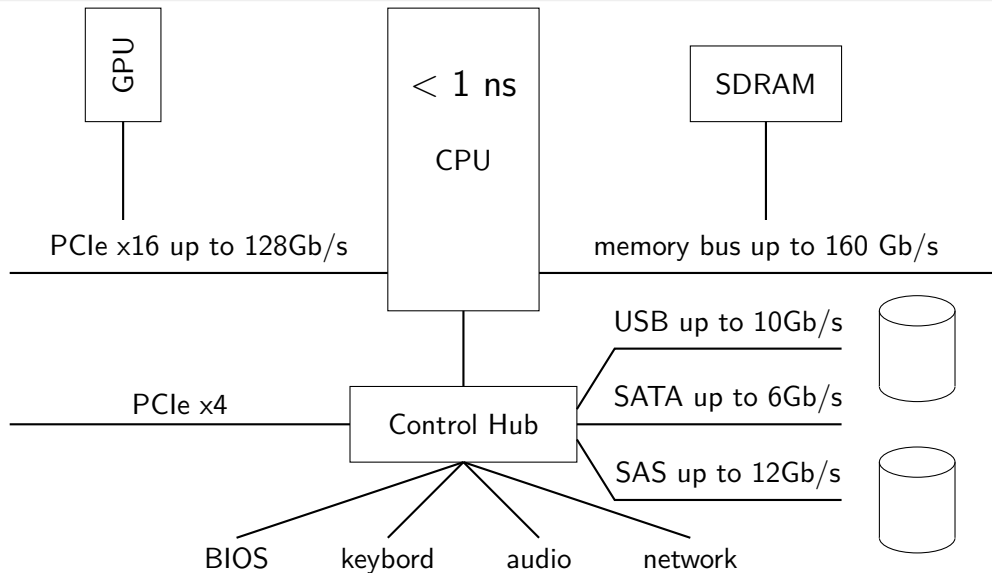 GPU
< 1 ns
CPU
SDRAM
PCIe x16 up to 128Gb/s
memory bus up to 160 Gb/s
USB up to 10Gb/s
PCIe x4
Control Hub
SATA up to 6Gb/s
SAS up to 12Gb/s
BIOS
keybord
audio
network